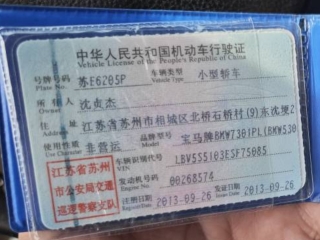 中华人民共和国机动车行驶证
Vehicle License of the People's Republic of China
号牌号码 Plate No. 苏E6205P 车辆类型 Vehicle Type 小型轿车
所有人 Owner 沈贞杰
住址 Address 江苏省苏州市相城区北桥石桥村(9)东沈埂2
使用性质 Use Character 非营运 品牌型号 Model 宝马牌BMW7301PL(BMW530
江苏省苏州
市公安局交通
巡逻警察支队
车辆识别代号 VIN LBV5S5103ESF75085
发动机号码 Engine No. 00268574
注册日期 Register Date 2013-09-26 发证日期 Issue Date 2013-09-26